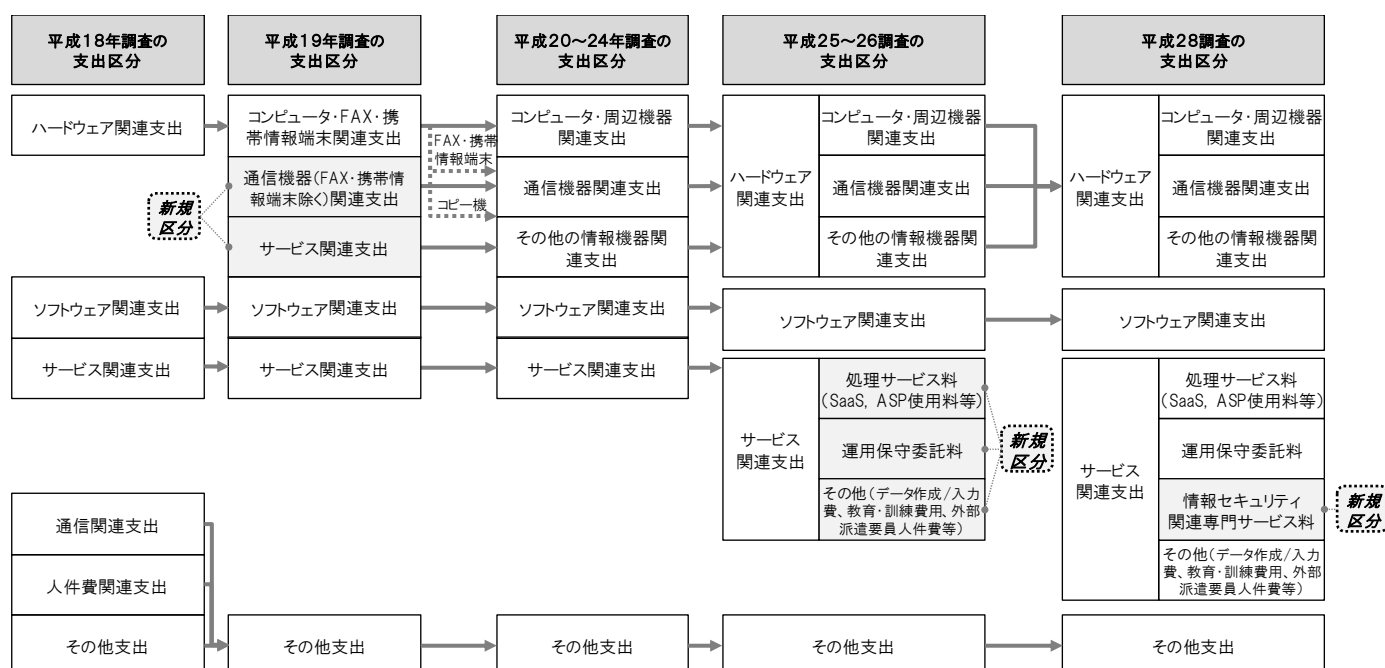 平成18年調査の
支出区分
平成19年調査の
支出区分
平成20～24年調査の
支出区分
平成25～26調査の
支出区分
平成28調査の
支出区分
ハードウェア関連支出
新規
区分
ソフトウェア関連支出
サービス関連支出
通信関連支出
人件費関連支出
その他支出
コンピュータ・FAX・携
帯情報端末関連支出
通信機器(FAX・携帯情
報端末除く)関連支出
サービス関連支出
ソフトウェア関連支出
サービス関連支出
その他支出
FAX・携帯
情報端末
コピー機
コンピュータ・周辺機器
関連支出
通信機器関連支出
その他の情報機器関
連支出
ソフトウェア関連支出
サービス関連支出
その他支出
ハードウェア
関連支出
コンピュータ・周辺機器
関連支出
通信機器関連支出
その他の情報機器関
連支出
ソフトウェア関連支出
サービス
関連支出
処理サービス料
(SaaS, ASP使用料等)
運用保守委託料
その他(データ作成/入力
費、教育・訓練費用、外部
派遣要員人件費等)
新規
区分
その他支出
ハードウェア
関連支出
コンピュータ・周辺機器
関連支出
通信機器関連支出
その他の情報機器関
連支出
ソフトウェア関連支出
サービス
関連支出
処理サービス料
(SaaS, ASP使用料等)
運用保守委託料
情報セキュリティ
関連専門サービス料
その他(データ作成/入力
費、教育・訓練費用、外部
派遣要員人件費等)
新規
区分
その他支出